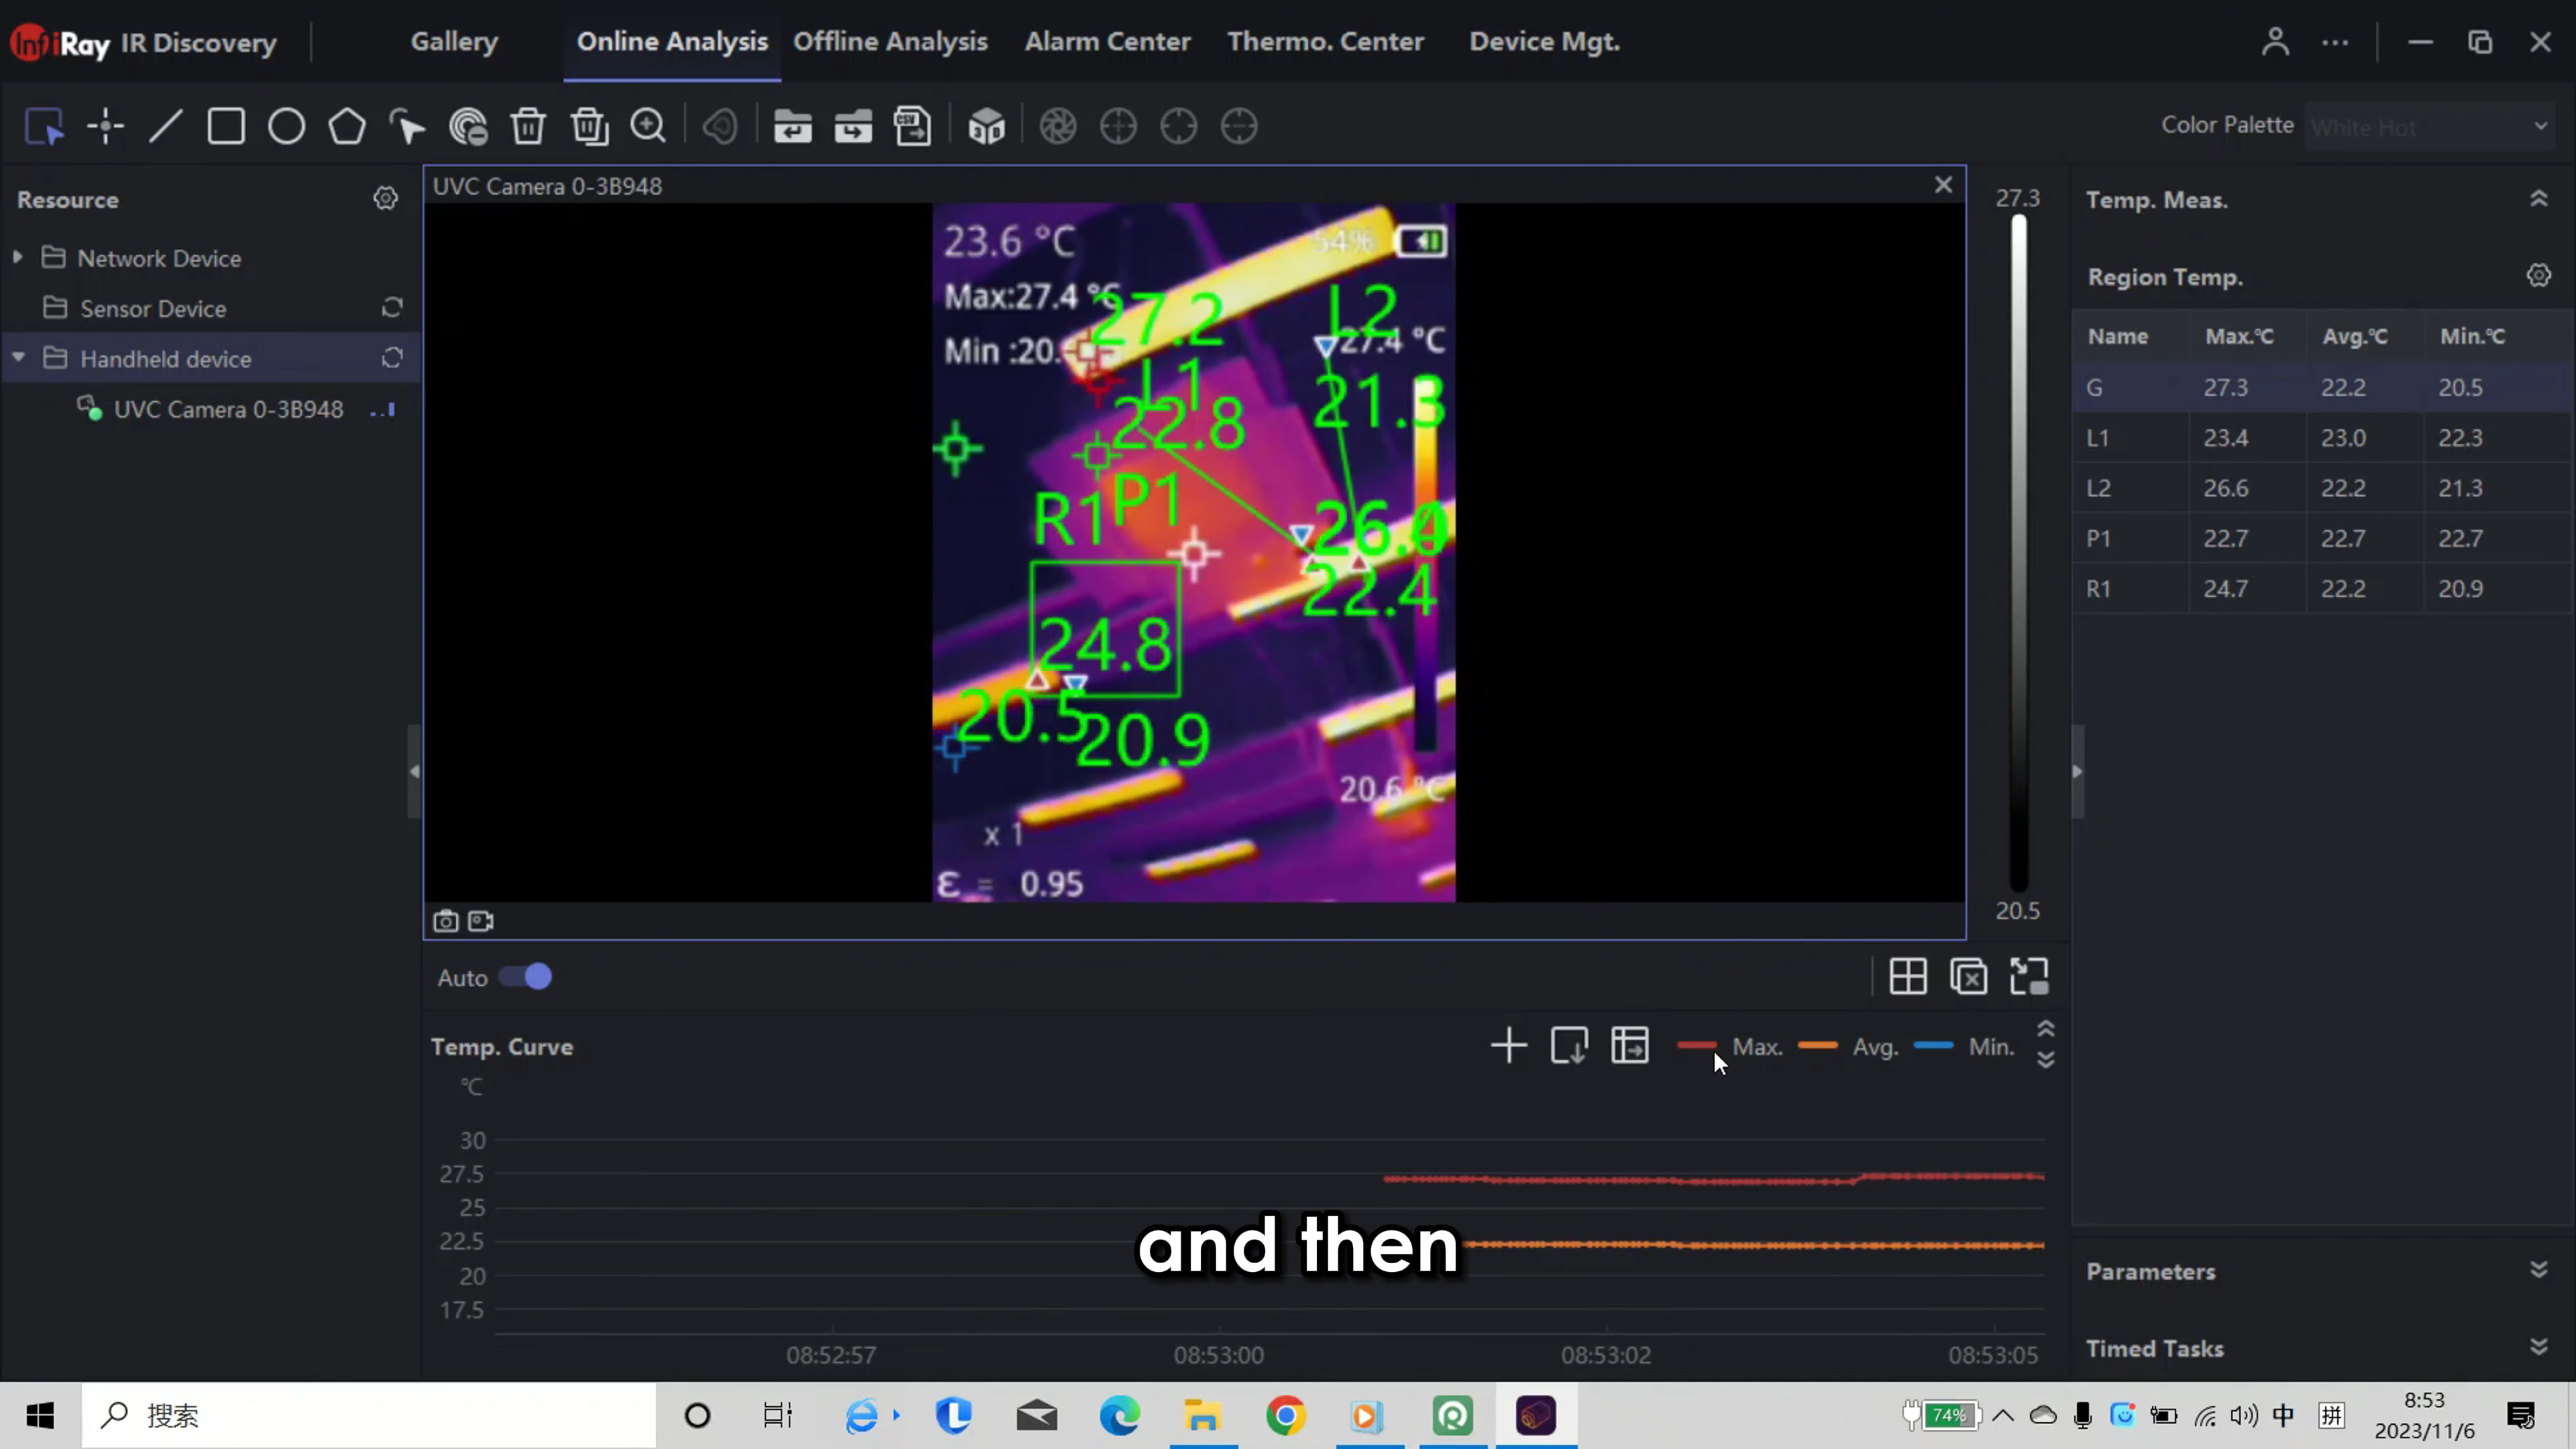 InfiRay IR Discovery
Gallery
Online Analysis
Offline Analysis
Alarm Center
Thermo. Center
Device Mgt.
CSV
3D
Color Palette
White Hot
Resource
Network Device
Sensor Device
Handheld device
UVC Camera 0-3B948
UVC Camera 0-3B948
23.6 °C
54%
Max:27.4 °C
27.2
L2
Min :20.
27.4 °C
L1
22.8
21.3
R1
P1
26.
22.4
24.8
20.5
20.9
20.6 °C
x 1
ε = 0.95
27.3
20.5
Temp. Meas.
Region Temp.
Name Max.℃ Avg.℃ Min.℃
G 27.3 22.2 20.5
L1 23.4 23.0 22.3
L2 26.6 22.2 21.3
P1 22.7 22.7 22.7
R1 24.7 22.2 20.9
Auto
Temp. Curve
Max. Avg. Min.
℃
30
27.5
25
22.5
20
17.5
and then
08:52:57 08:53:00 08:53:02 08:53:05
Parameters
Timed Tasks
搜索
74%
中
拼
8:53
2023/11/6